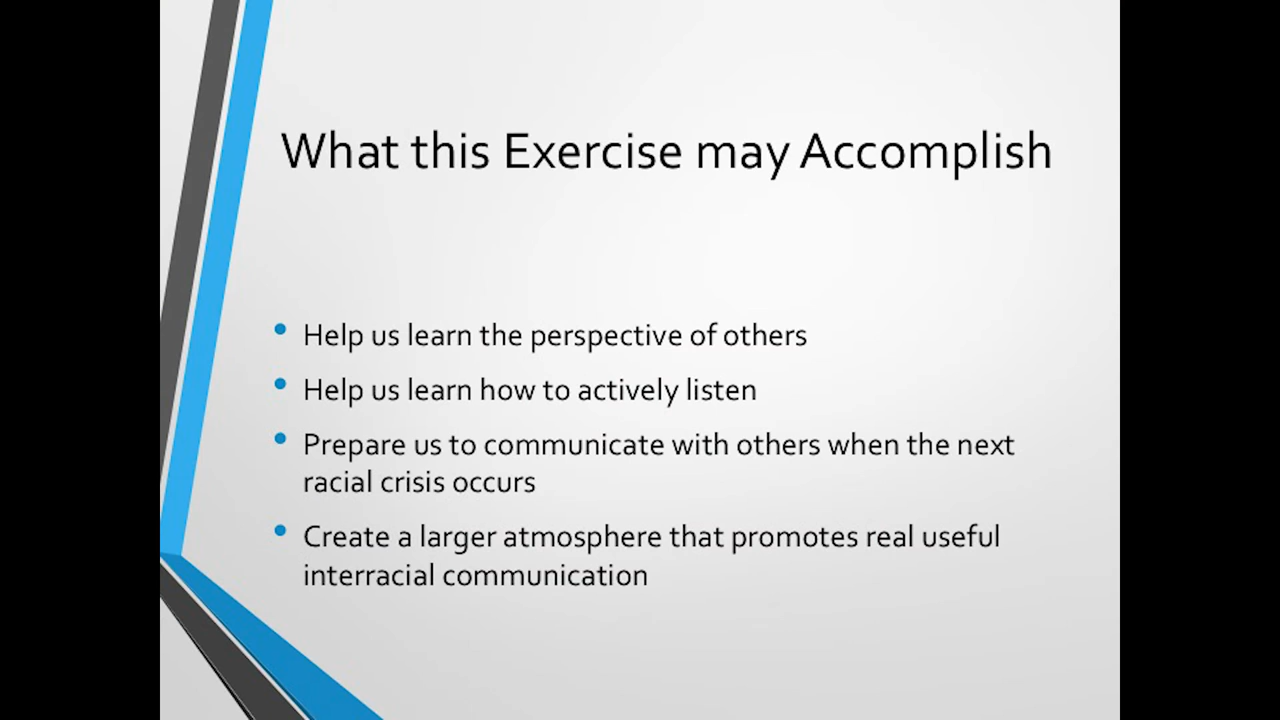 What this Exercise may Accomplish
• Help us learn the perspective of others
• Help us learn how to actively listen
• Prepare us to communicate with others when the next
racial crisis occurs
• Create a larger atmosphere that promotes real useful
interracial communication